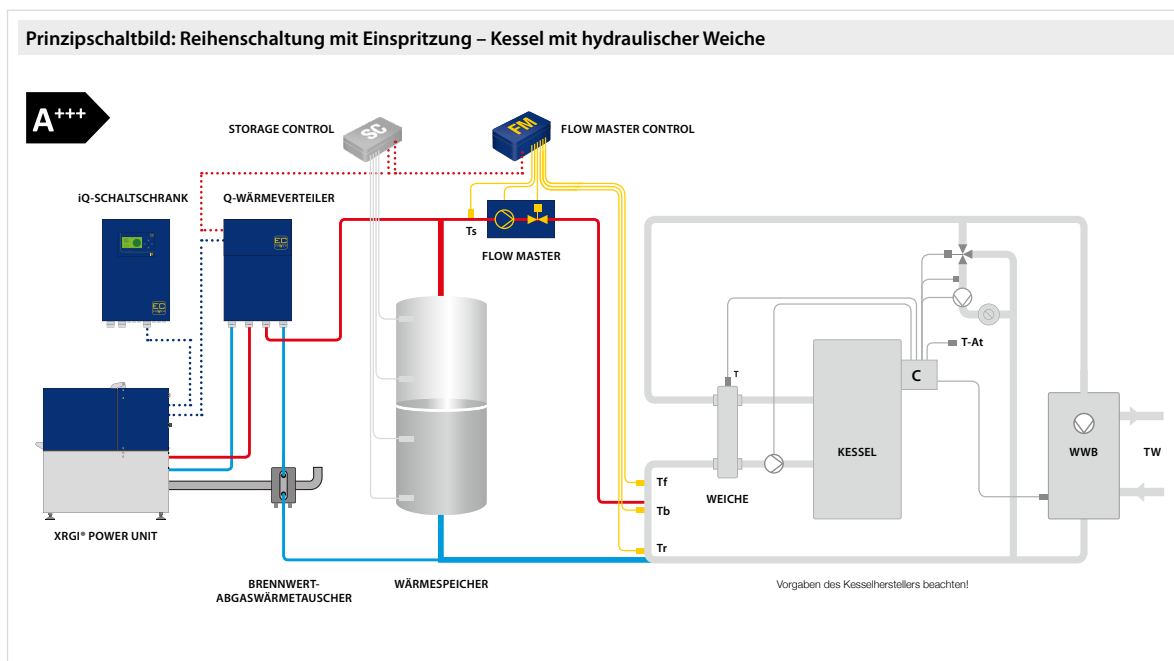 Prinzipschaltbild: Reihenschaltung mit Einspritzung – Kessel mit hydraulischer Weiche
A+++
STORAGE CONTROL
SC
FM
FLOW MASTER CONTROL
iQ-SCHALTSCHRANK
Q-WÄRMEVERTEILER
Ts
FLOW MASTER
EC
EC
T-At
T
C
KESSEL
WWB
TW
WEICHE
Tf
Tb
Tr
XRGI® POWER UNIT
BRENNWERT-
ABGASWÄRMETAUSCHER
WÄRMESPEICHER
Vorgaben des Kesselherstellers beachten!